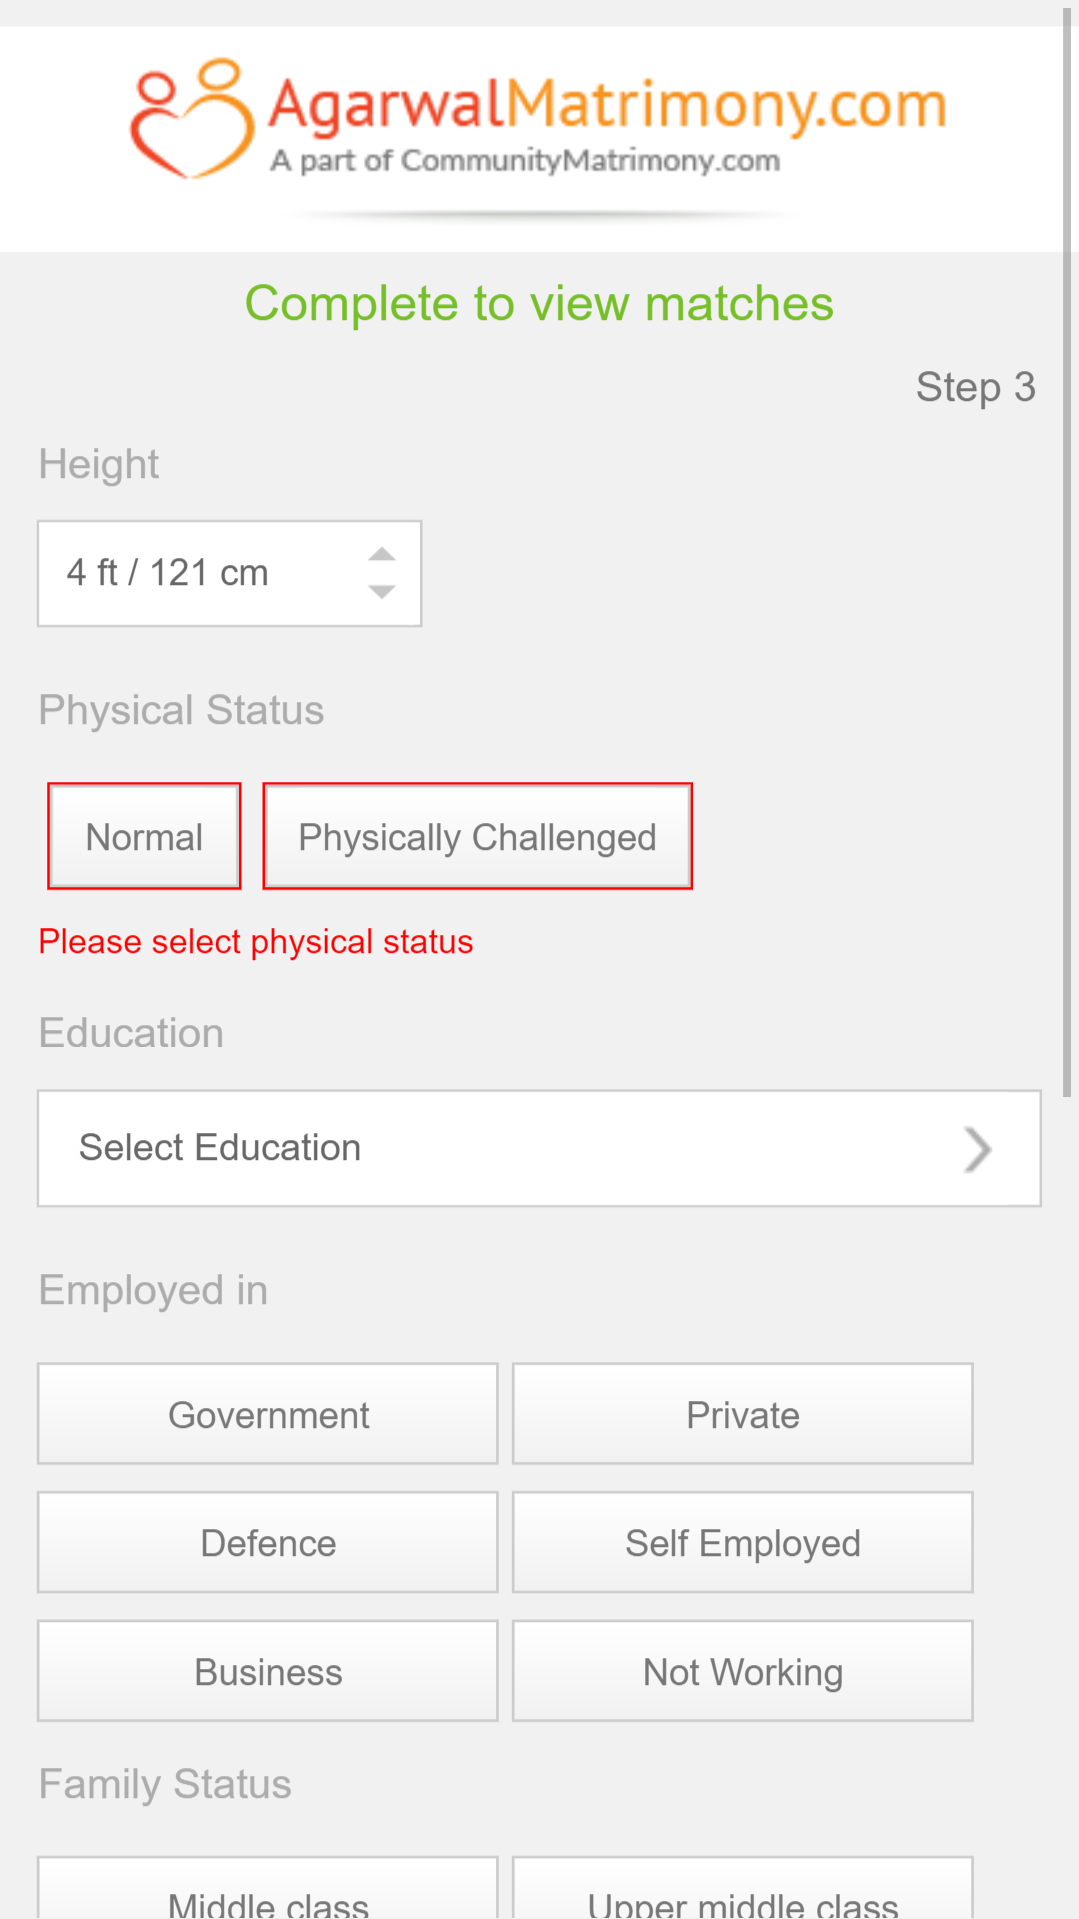 AgarwalMatrimony.com
A part of CommunityMatrimony.com
Complete to view matches
Step 3
Height
4 ft / 121 cm
Physical Status
Normal Physically Challenged
Please select physical status
Education
Select Education
Employed in
Government Private
Defence Self Employed
Business Not Working
Family Status
Middle class Upper middle class